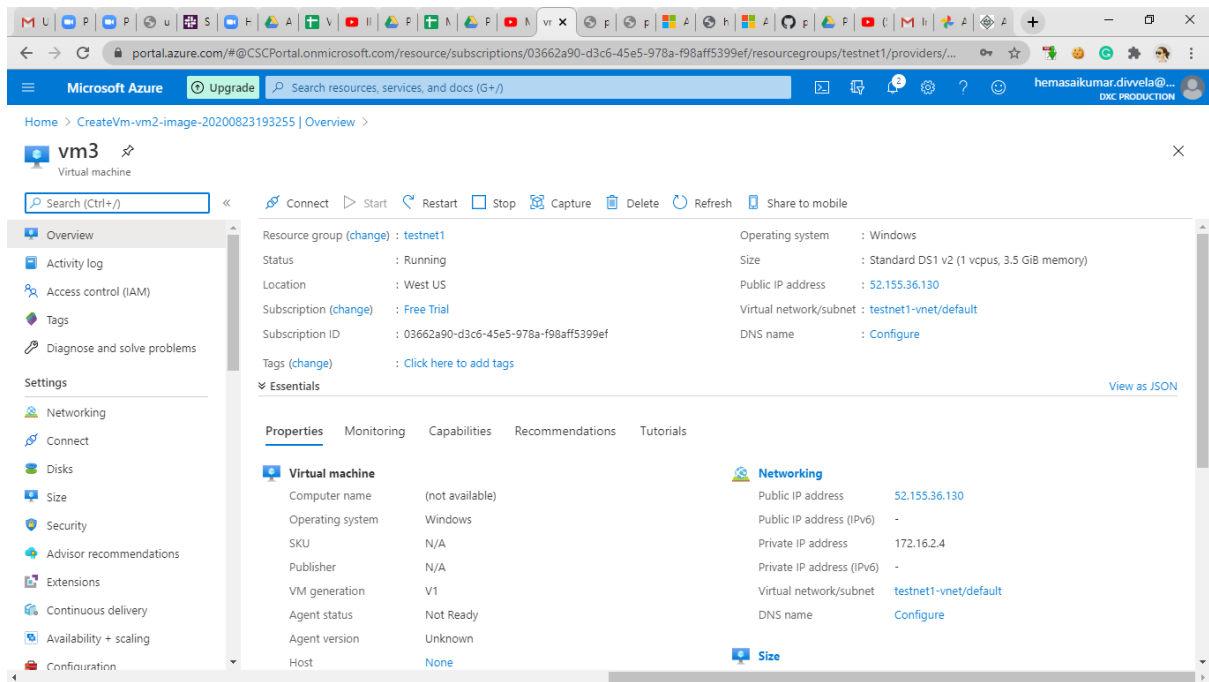 portal.azure.com/#@CSCPortal.onmicrosoft.com/resource/subscriptions/03662a90-d3c6-45e5-978a-f98aff5399ef/resourcegroups/testnet1/providers/...
Microsoft Azure
Upgrade
Search resources, services, and docs (G+/)
2
hemasaikumar.divvela@...
DXC PRODUCTION
Home > CreateVm-vm2-image-20200823193255 | Overview >
vm3
Virtual machine
Search (Ctrl+/)
«
Connect
Start
Restart
Stop
Capture
Delete
Refresh
Share to mobile
Overview
Activity log
Access control (IAM)
Tags
Diagnose and solve problems
Settings
Networking
Connect
Disks
Size
Security
Advisor recommendations
Extensions
Continuous delivery
Availability + scaling
Configuration
Resource group (change) : testnet1
Status : Running
Location : West US
Subscription (change) : Free Trial
Subscription ID : 03662a90-d3c6-45e5-978a-f98aff5399ef
Tags (change) : Click here to add tags
Operating system : Windows
Size : Standard DS1 v2 (1 vcpus, 3.5 GiB memory)
Public IP address : 52.155.36.130
Virtual network/subnet : testnet1-vnet/default
DNS name : Configure
Essentials
View as JSON
Properties
Monitoring
Capabilities
Recommendations
Tutorials
Virtual machine
Computer name (not available)
Operating system Windows
SKU N/A
Publisher N/A
VM generation V1
Agent status Not Ready
Agent version Unknown
Host None
Networking
Public IP address 52.155.36.130
Public IP address (IPv6) -
Private IP address 172.16.2.4
Private IP address (IPv6) -
Virtual network/subnet testnet1-vnet/default
DNS name Configure
Size